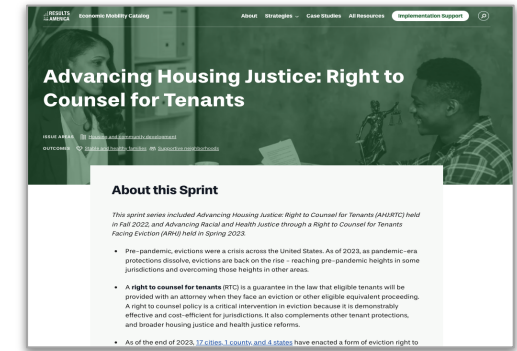 RESULTS
for AMERICA
Economic Mobility Catalog
About Strategies Case Studies All Resources Implementation Support
Advancing Housing Justice: Right to
Counsel for Tenants
ISSUE AREAS Housing and community development
OUTCOMES Stable and healthy families Supportive neighborhoods
About this Sprint
This sprint series included Advancing Housing Justice: Right to Counsel for Tenants (AHJ:RTC) held
in Fall 2022, and Advancing Racial and Health Justice through a Right to Counsel for Tenants
Facing Eviction (ARHJ) held in Spring 2023.
• Pre-pandemic, evictions were a crisis across the United States. As of 2023, as pandemic-era
protections dissolve, evictions are back on the rise – reaching pre-pandemic heights in some
jurisdictions and overcoming those heights in other areas.
• A right to counsel for tenants (RTC) is a guarantee in the law that eligible tenants will be
provided with an attorney when they face an eviction or other eligible equivalent proceeding.
A right to counsel policy is a critical intervention in eviction because it is demonstrably
effective and cost-efficient for jurisdictions. It also complements other tenant protections,
and broader housing justice and health justice reforms.
• As of the end of 2023, 17 cities, 1 county, and 4 states have enacted a form of eviction right to